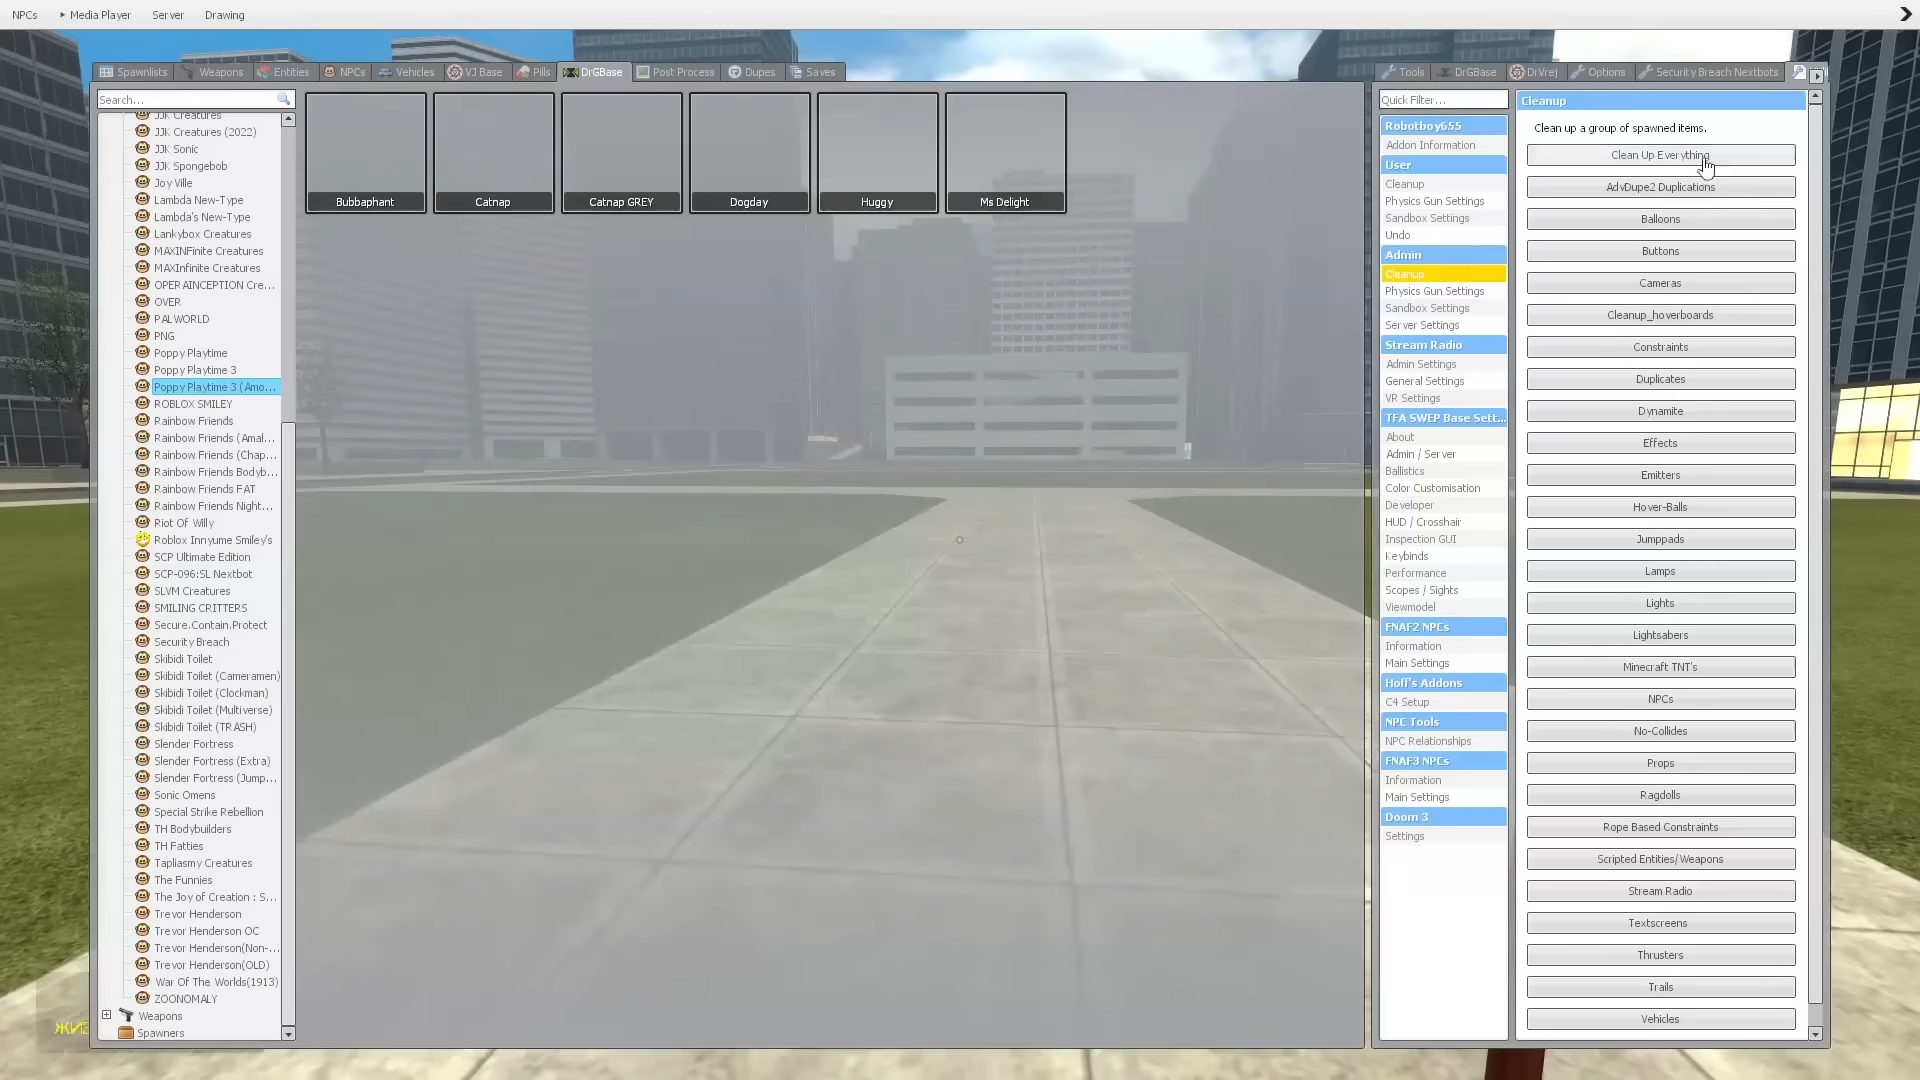 NPCs
Media Player
Server
Drawing
Spawnlists
Weapons
Entities
NPCs
Vehicles
VJ Base
Pills
DrGBase
Post Process
Dupes
Saves
Search...
JJK Creatures
JJK Creatures (2022)
JJK Sonic
JJK Spongebob
Joy Ville
Lambda New-Type
Lambda's New-Type
Lankybox Creatures
MAXINFinite Creatures
MAXInfinite Creatures
OPERAINCEPTION Cre...
OVER
PALWORLD
PNG
Poppy Playtime
Poppy Playtime 3
Poppy Playtime 3 (Amo...
ROBLOX SMILEY
Rainbow Friends
Rainbow Friends (Amal...
Rainbow Friends (Chap...
Rainbow Friends Bodyb...
Rainbow Friends FAT
Rainbow Friends Night...
Riot Of Willy
Roblox Innyume Smiley's
SCP Ultimate Edition
SCP-096:SL Nextbot
SLVM Creatures
SMILING CRITTERS
Secure.Contain.Protect
Security Breach
Skibidi Toilet
Skibidi Toilet (Cameramen)
Skibidi Toilet (Clockman)
Skibidi Toilet (Multiverse)
Skibidi Toilet (TRASH)
Slender Fortress
Slender Fortress (Extra)
Slender Fortress (Jump...
Sonic Omens
Special Strike Rebellion
TH Bodybuilders
TH Fatties
Tapliasmy Creatures
The Funnies
The Joy of Creation : S...
Trevor Henderson
Trevor Henderson OC
Trevor Henderson(Non-...
Trevor Henderson(OLD)
War Of The Worlds(1913)
ZOONOMALY
Weapons
Spawners
Bubbaphant
Catnap
Catnap GREY
Dogday
Huggy
Ms Delight
Tools
DrGBase
DrVrej
Options
Security Breach Nextbots
Quick Filter...
Robotboy655
Addon Information
User
Cleanup
Physics Gun Settings
Sandbox Settings
Undo
Admin
Cleanup
Physics Gun Settings
Sandbox Settings
Server Settings
Stream Radio
Admin Settings
General Settings
VR Settings
TFA SWEP Base Sett...
About
Admin / Server
Ballistics
Color Customisation
Developer
HUD / Crosshair
Inspection GUI
Keybinds
Performance
Scopes / Sights
Viewmodel
FNAF2 NPCs
Information
Main Settings
Hoff's Addons
C4 Setup
NPC Tools
NPC Relationships
FNAF3 NPCs
Information
Main Settings
Doom 3
Settings
Cleanup
Clean up a group of spawned items.
Clean Up Everything
AdvDupe2 Duplications
Balloons
Buttons
Cameras
Cleanup_hoverboards
Constraints
Duplicates
Dynamite
Effects
Emitters
Hover-Balls
Jumppads
Lamps
Lights
Lightsabers
Minecraft TNT's
NPCs
No-Collides
Props
Ragdolls
Rope Based Constraints
Scripted Entities/Weapons
Stream Radio
Textscreens
Thrusters
Trails
Vehicles